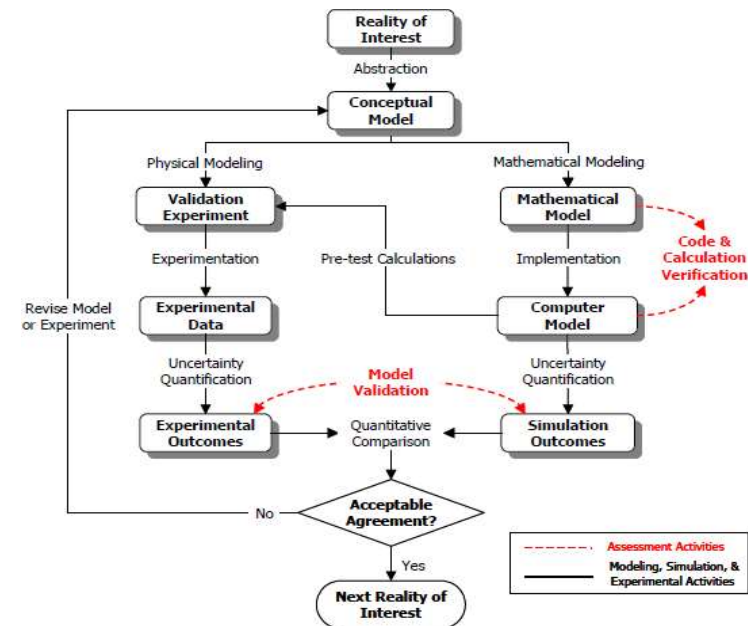 Reality of
Interest
Abstraction
Conceptual
Model
Physical Modeling
Mathematical Modeling
Validation
Experiment
Mathematical
Model
Code &
Calculation
Verification
Experimentation
Pre-test Calculations
Implementation
Revise Model
or Experiment
Experimental
Data
Computer
Model
Uncertainty
Quantification
Model
Validation
Uncertainty
Quantification
Experimental
Outcomes
Quantitative
Comparison
Simulation
Outcomes
No
Acceptable
Agreement?
Yes
Next Reality of
Interest
Assessment Activities
Modeling, Simulation, &
Experimental Activities